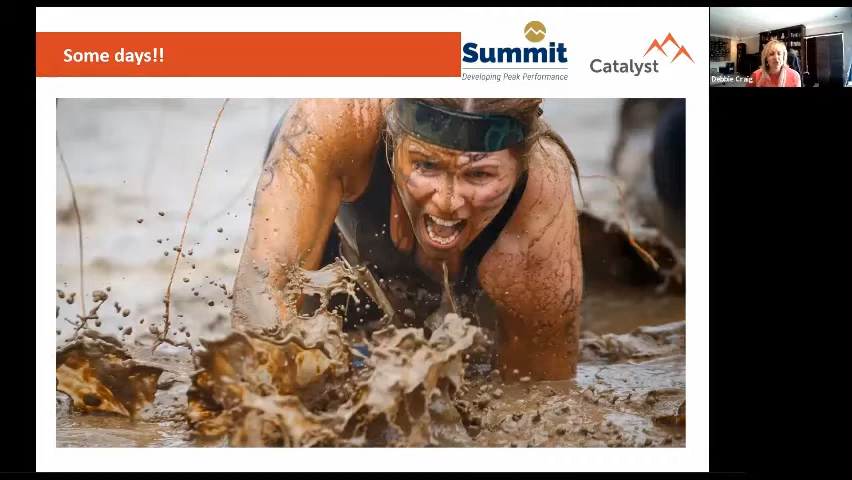 Some days!!
Summit
Developing Peak Performance
Catalyst
Debbie Craig